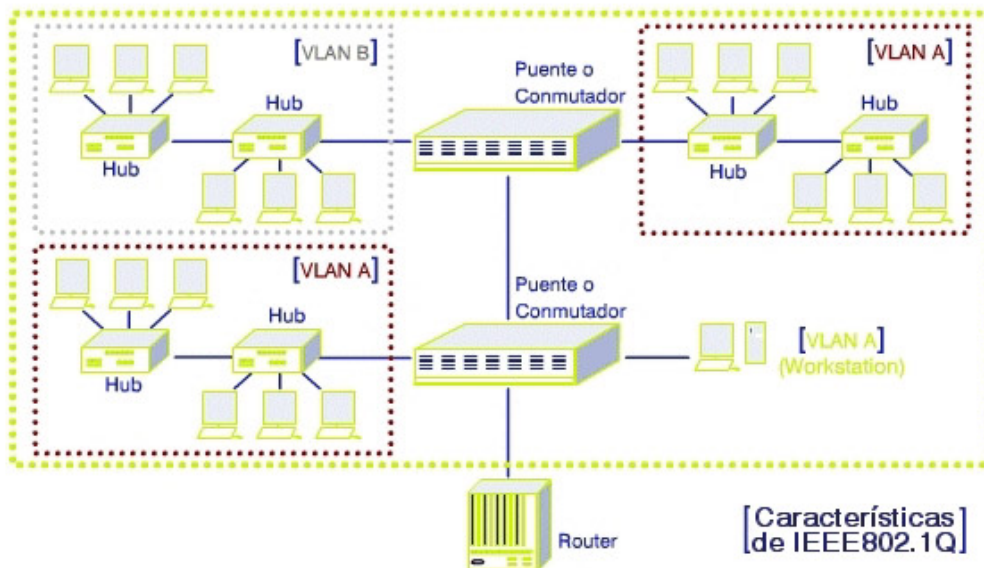 [VLAN B]
Hub
Hub
Puente o
Conmutador
[VLAN A]
Hub
Hub
[VLAN A]
Hub
Hub
Puente o
Conmutador
[VLAN A]
(Workstation)
Router
[Características
de IEEE802.1Q]